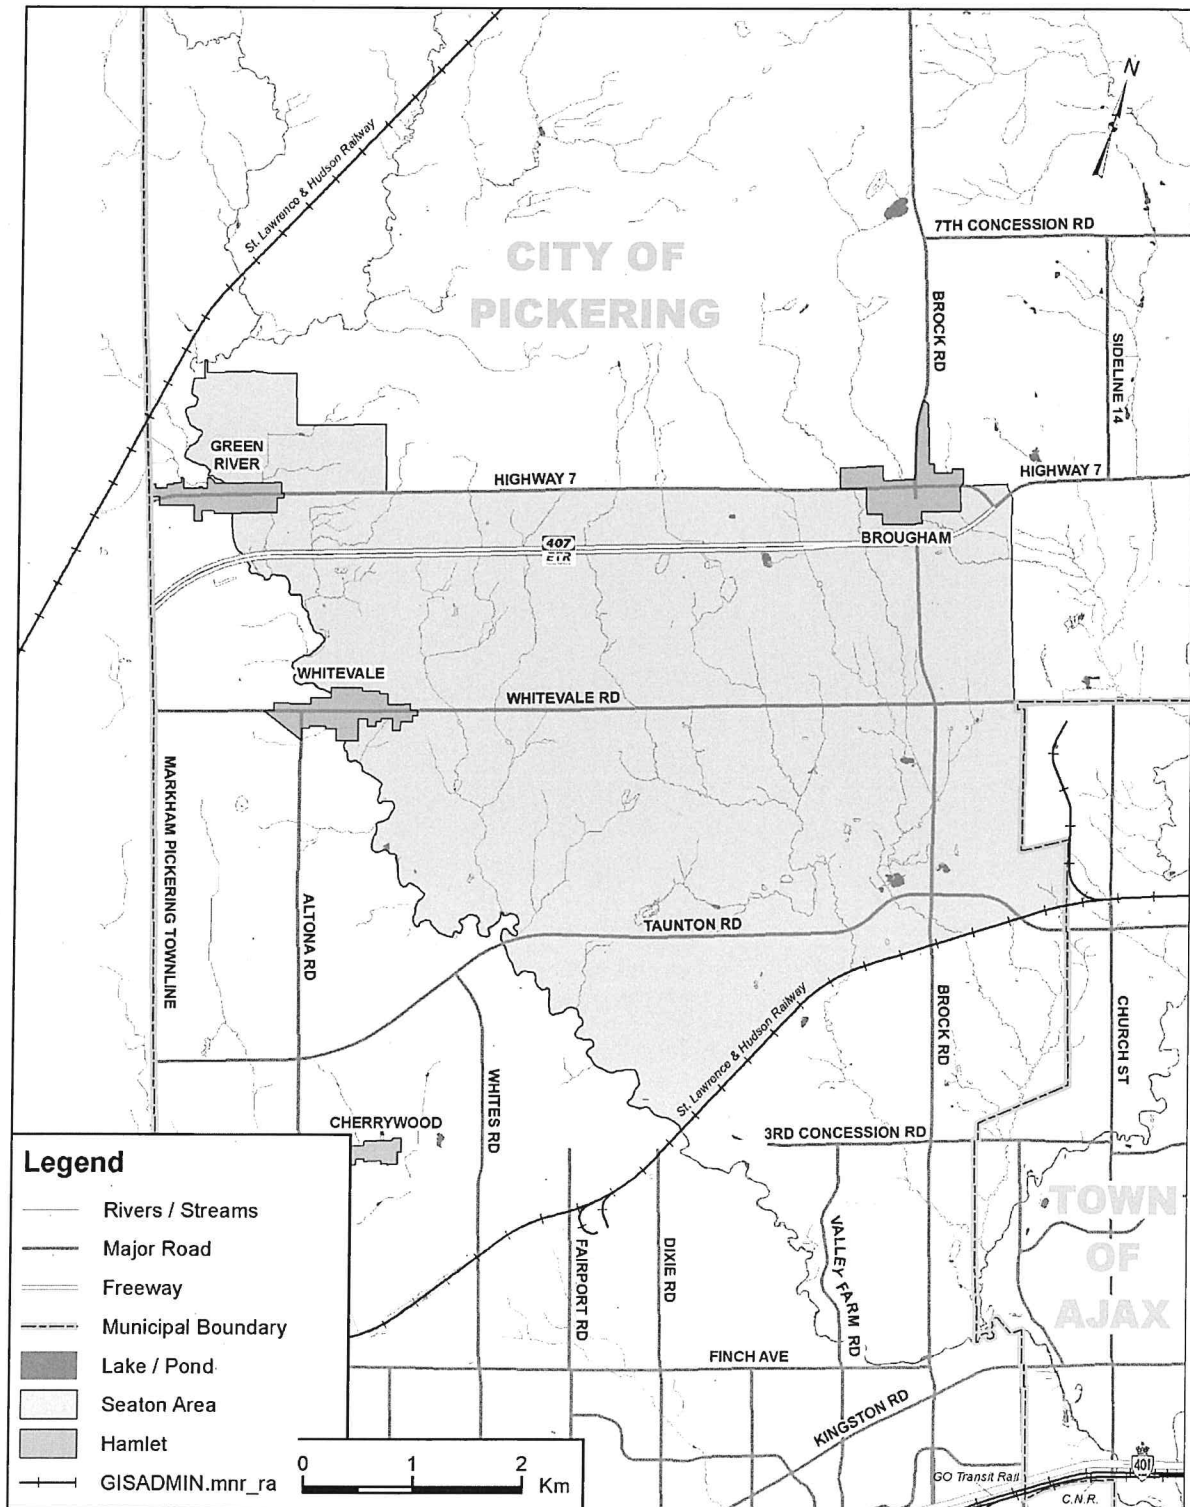 N
St. Lawrence & Hudson Railway
7TH CONCESSION RD
CITY OF
PICKERING
BROCK RD
SIDELINE 14
GREEN
RIVER
HIGHWAY 7
HIGHWAY 7
407
ETR
BROUGHAM
WHITEVALE
WHITEVALE RD
MARKHAM PICKERING TOWNLINE
ALTONA RD
TAUNTON RD
BROCK RD
CHURCH ST
St. Lawrence & Hudson Railway
WHITES RD
CHERRYWOOD
3RD CONCESSION RD
TOWN
OF
AJAX
FAIRPORT RD
DIXIE RD
VALLEY FARM RD
FINCH AVE
KINGSTON RD
401
GO Transit Rail
C.N.R.
Legend
Rivers / Streams
Major Road
Freeway
Municipal Boundary
Lake / Pond
Seaton Area
Hamlet
GISADMIN.mnr_ra
0 1 2
Km